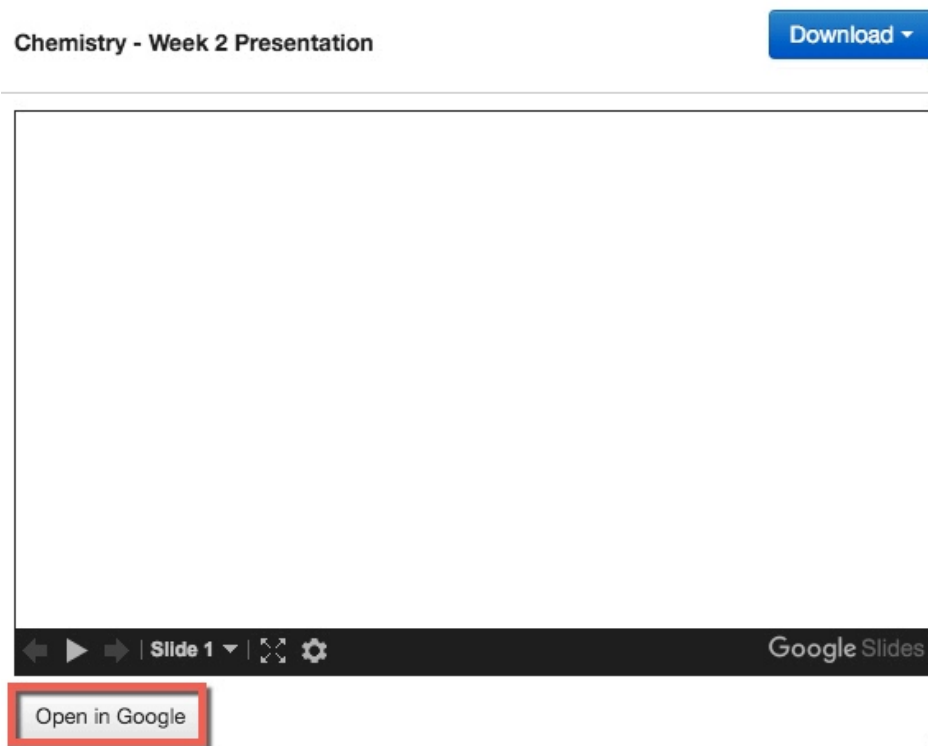 Chemistry - Week 2 Presentation
Download
Slide 1
Google Slides
Open in Google